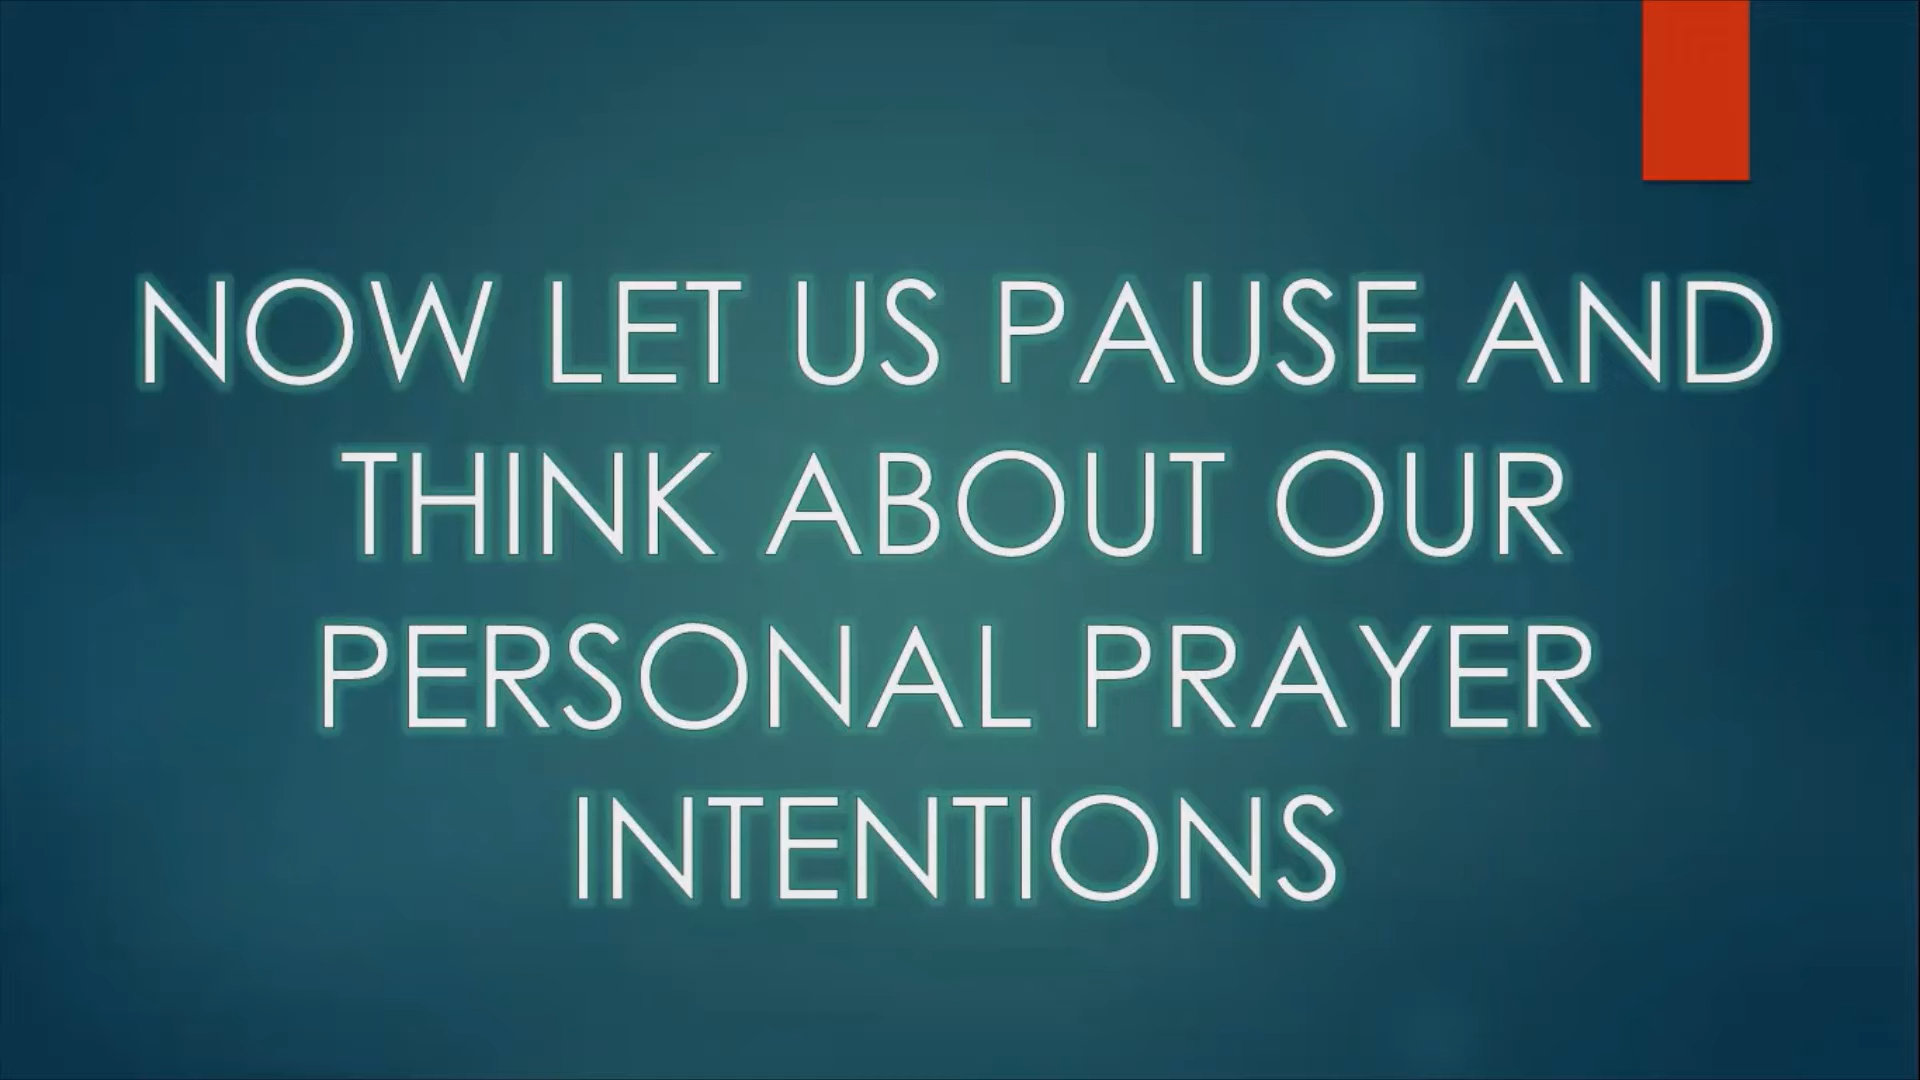 NOW LET US PAUSE AND
THINK ABOUT OUR
PERSONAL PRAYER
INTENTIONS